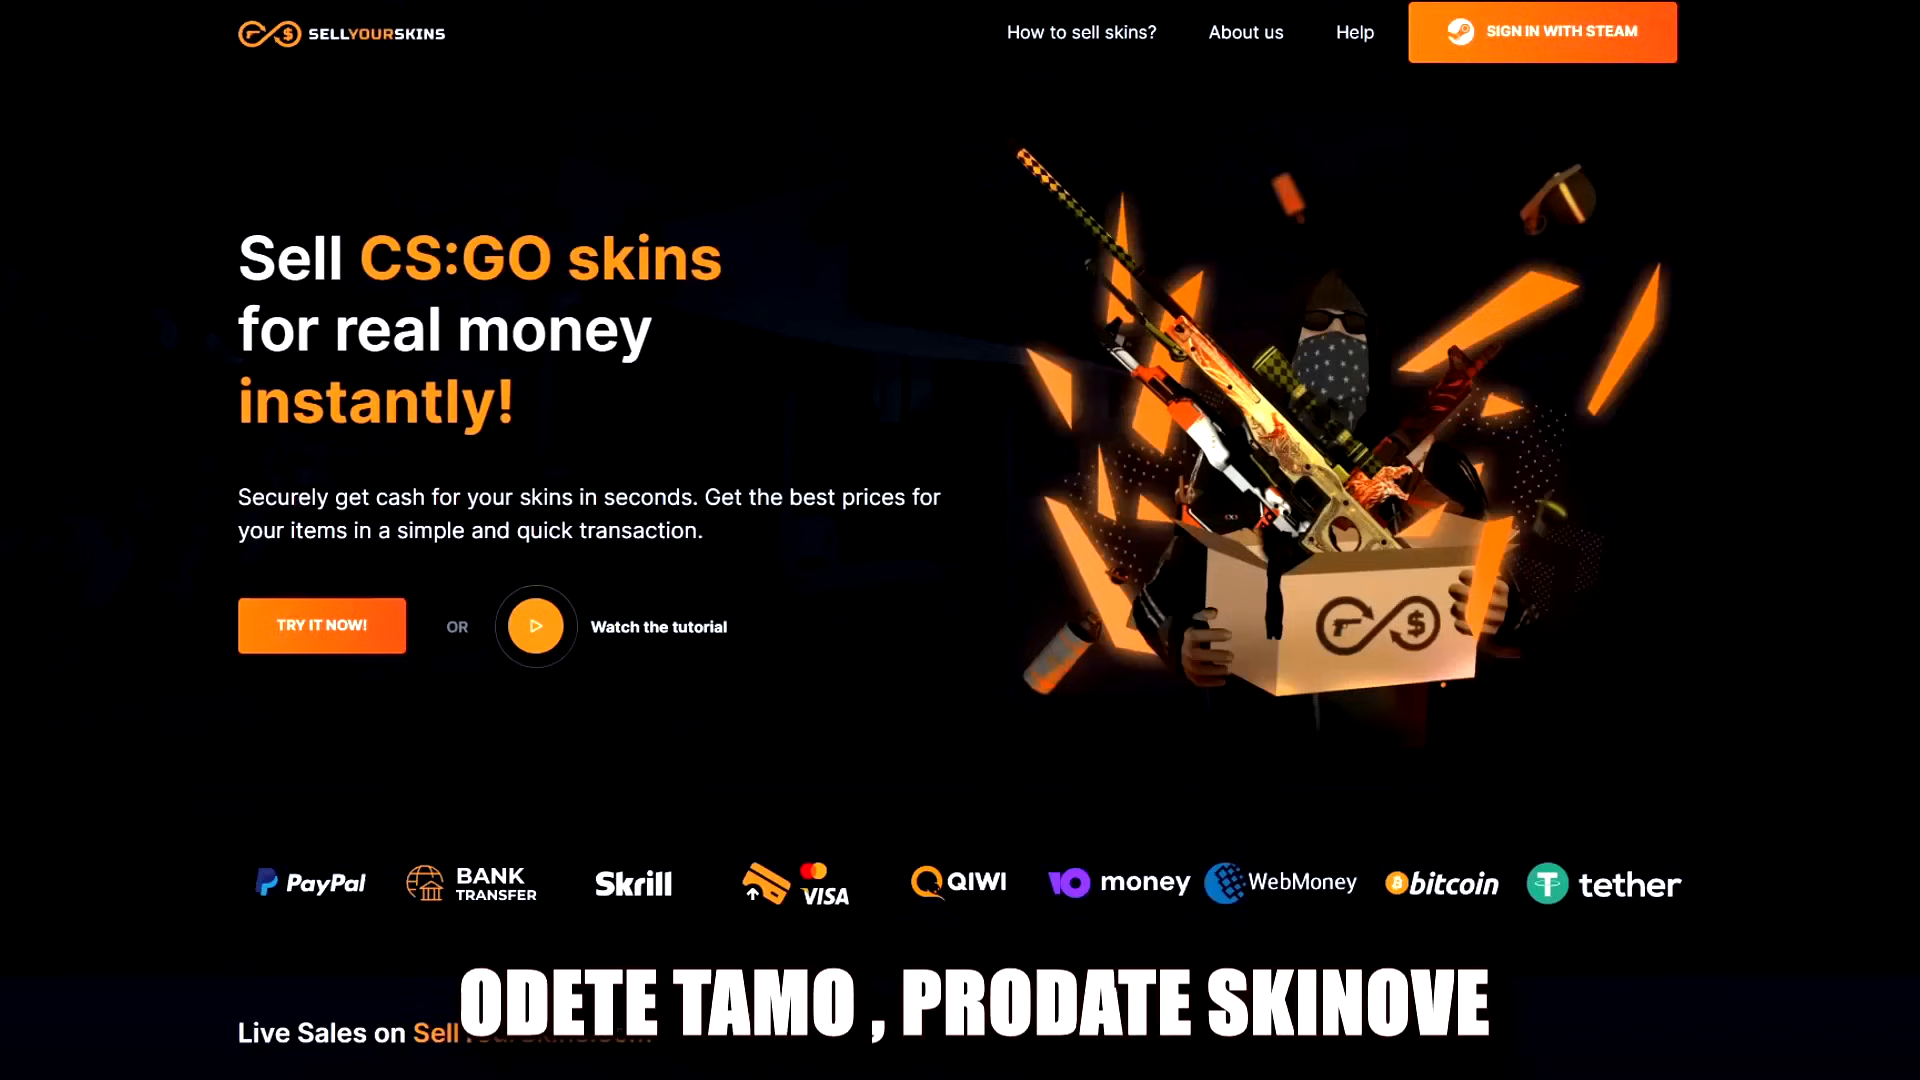 SELLYOURSKINS
How to sell skins?
About us
Help
SIGN IN WITH STEAM
Sell CS:GO skins
for real money
instantly!
Securely get cash for your skins in seconds. Get the best prices for
your items in a simple and quick transaction.
TRY IT NOW!
OR
Watch the tutorial
PayPal
BANK
TRANSFER
Skrill
VISA
QIWI
money
WebMoney
bitcoin
tether
ODETE TAMO , PRODATE SKINOVE
Live Sales on Sell